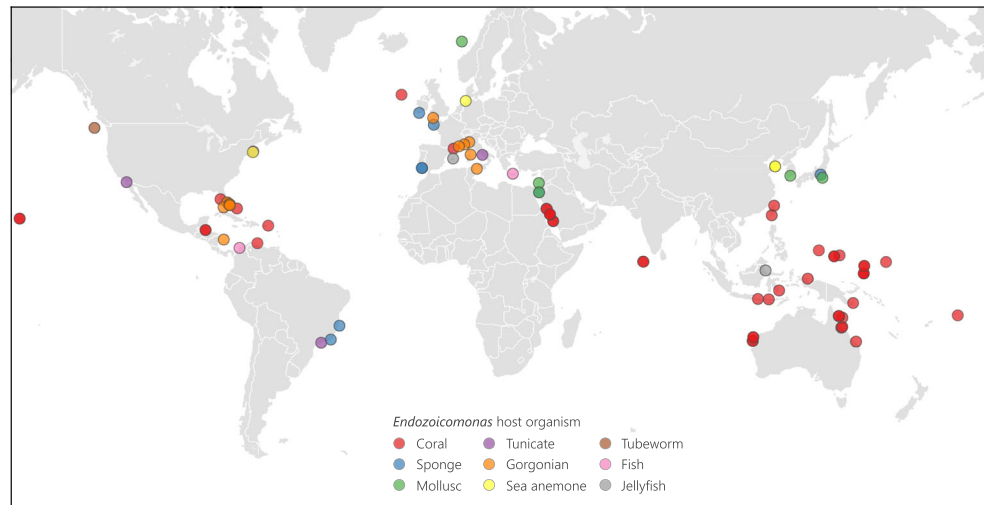 Endozoicomonas host organism
Coral Tunicate Tubeworm
Sponge Gorgonian Fish
Mollusc Sea anemone Jellyfish